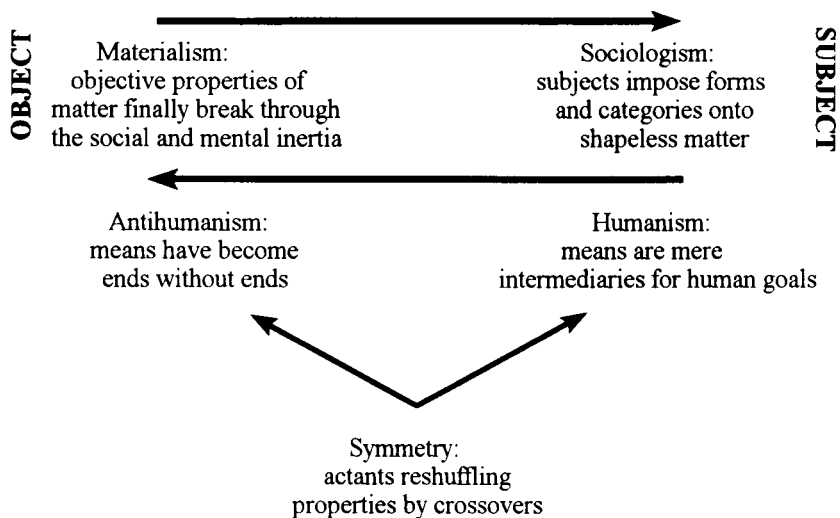 OBJECT
Materialism:
objective properties of
matter finally break through
the social and mental inertia
Sociologism:
subjects impose forms
and categories onto
shapeless matter
SUBJECT
Antihumanism:
means have become
ends without ends
Humanism:
means are mere
intermediaries for human goals
Symmetry:
actants reshuffling
properties by crossovers